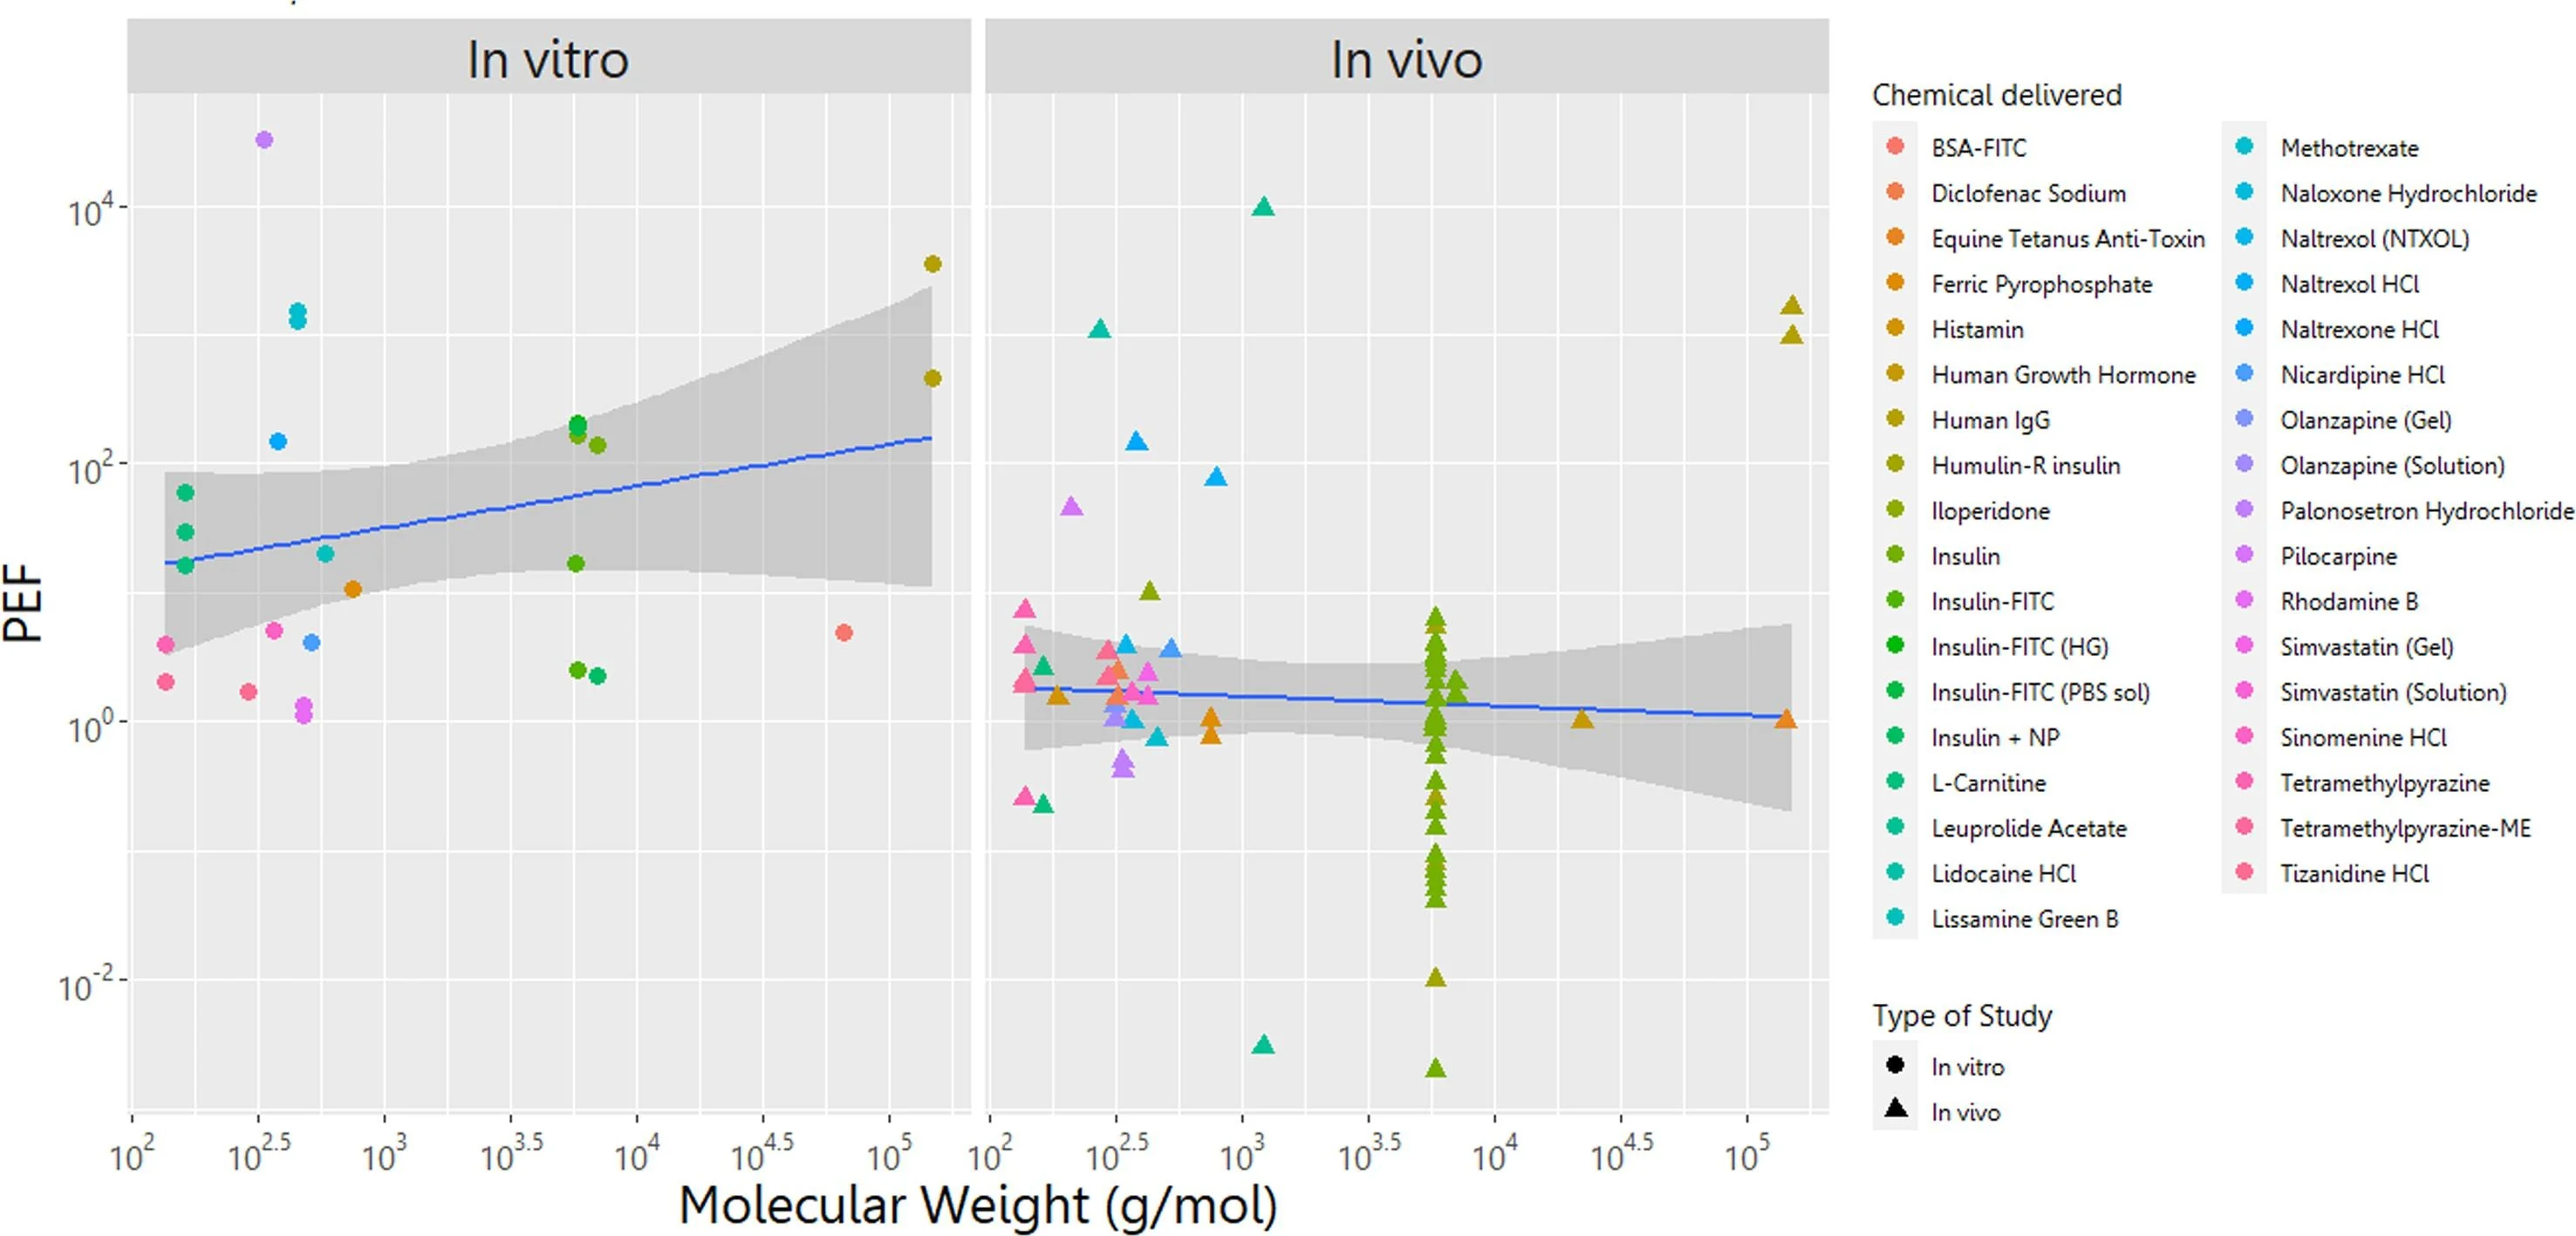 In vitro
In vivo
PEF
10^4
10^2
10^0
10^-2
10^2 10^2.5 10^3 10^3.5 10^4 10^4.5 10^5
10^2 10^2.5 10^3 10^3.5 10^4 10^4.5 10^5
Molecular Weight (g/mol)
Chemical delivered
BSA-FITC
Diclofenac Sodium
Equine Tetanus Anti-Toxin
Ferric Pyrophosphate
Histamin
Human Growth Hormone
Human IgG
Humulin-R insulin
Iloperidone
Insulin
Insulin-FITC
Insulin-FITC (HG)
Insulin-FITC (PBS sol)
Insulin + NP
L-Carnitine
Leuprolide Acetate
Lidocaine HCl
Lissamine Green B
Methotrexate
Naloxone Hydrochloride
Naltrexol (NTXOL)
Naltrexol HCl
Naltrexone HCl
Nicardipine HCl
Olanzapine (Gel)
Olanzapine (Solution)
Palonosetron Hydrochloride
Pilocarpine
Rhodamine B
Simvastatin (Gel)
Simvastatin (Solution)
Sinomenine HCl
Tetramethylpyrazine
Tetramethylpyrazine-ME
Tizanidine HCl
Type of Study
In vitro
In vivo